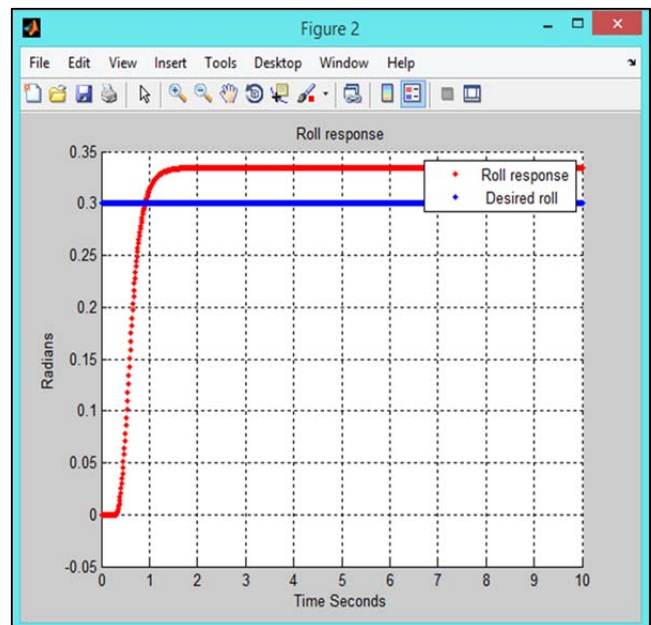 Figure 2
File Edit View Insert Tools Desktop Window Help
Roll response
0.35
0.3
0.25
0.2
0.15
0.1
0.05
0
-0.05
Radians
Roll response
Desired roll
0 1 2 3 4 5 6 7 8 9 10
Time Seconds